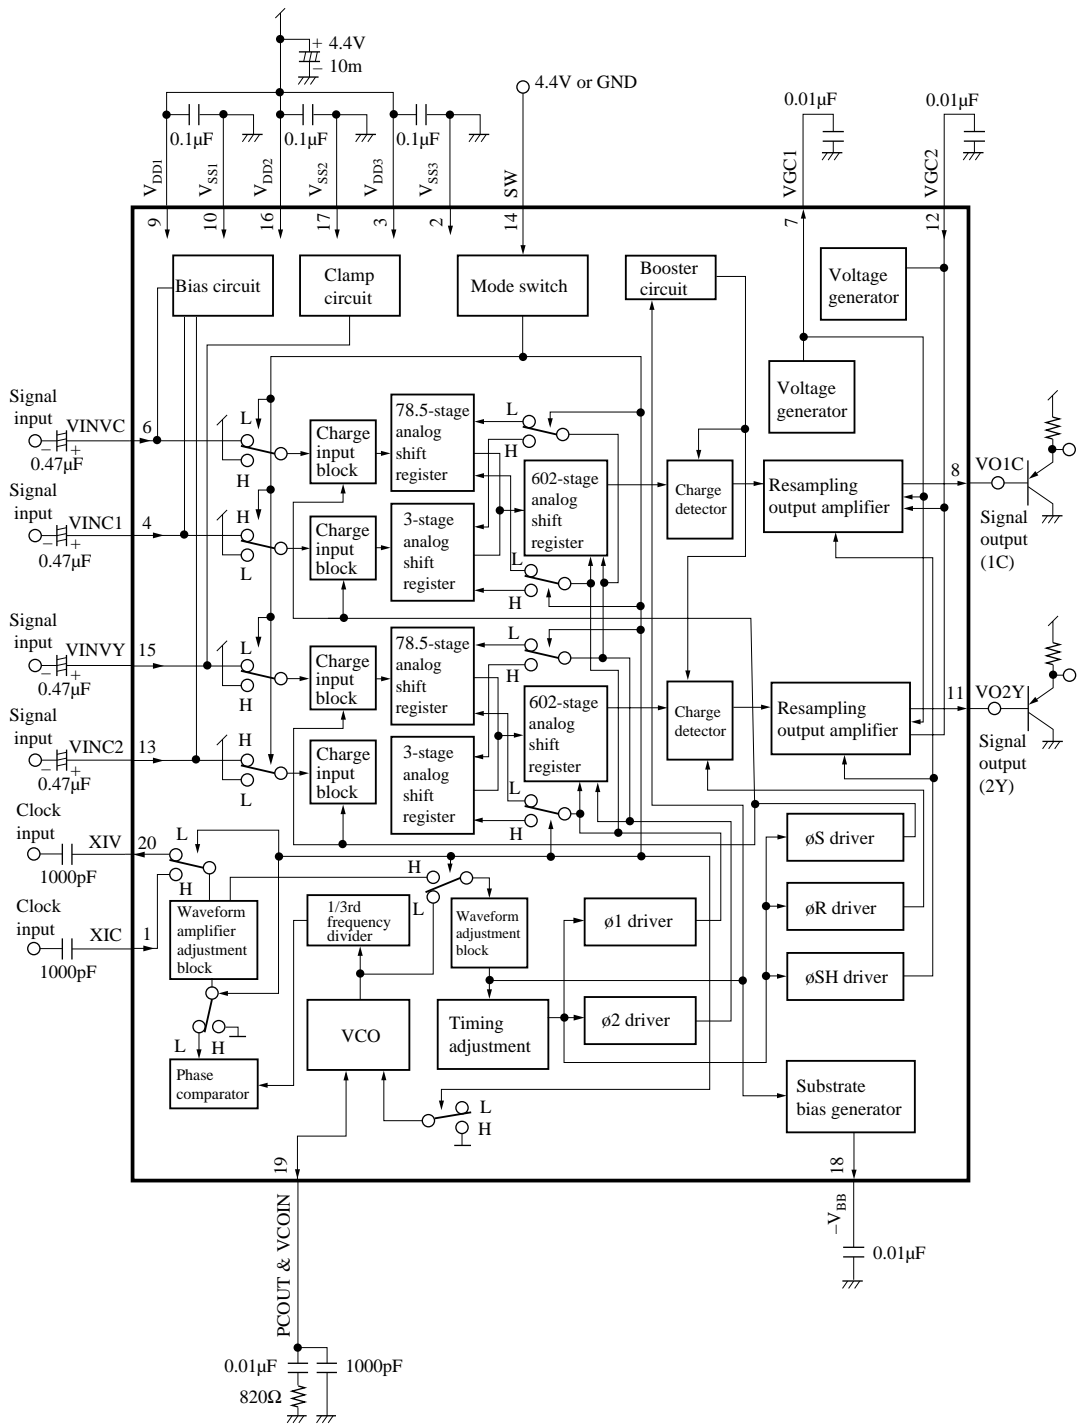 + 4.4V
− 10m
4.4V or GND
0.01µF
0.01µF
0.1µF
0.1µF
0.1µF
VDD1
VSS1
VDD2
VSS2
VDD3
VSS3
SW
VGC1
VGC2
9
10
16
17
3
2
14
7
12
Bias circuit
Clamp
circuit
Mode switch
Booster
circuit
Voltage
generator
Voltage
generator
Signal
input
VINVC
6
− +
0.47µF
L
H
Charge
input
block
78.5-stage
analog
shift
register
L
H
602-stage
analog
shift
register
Charge
detector
Resampling
output amplifier
8
VO1C
Signal
output
(1C)
Signal
input
VINC1
4
− +
0.47µF
H
L
Charge
input
block
3-stage
analog
shift
register
L
H
Signal
input
VINVY
15
− +
0.47µF
L
H
Charge
input
block
78.5-stage
analog
shift
register
L
H
602-stage
analog
shift
register
Charge
detector
Resampling
output amplifier
11
VO2Y
Signal
output
(2Y)
Signal
input
VINC2
13
− +
0.47µF
H
L
Charge
input
block
3-stage
analog
shift
register
L
H
Clock
input
XIV
20
1000pF
L
H
Clock
input
XIC
1
1000pF
Waveform
amplifier
adjustment
block
1/3rd
frequency
divider
H
L
Waveform
adjustment
block
ø1 driver
øS driver
øR driver
øSH driver
L
H
Phase
comparator
VCO
Timing
adjustment
ø2 driver
L
H
Substrate
bias generator
19
18
PCOUT & VCOIN
−VBB
0.01µF
0.01µF
1000pF
820Ω